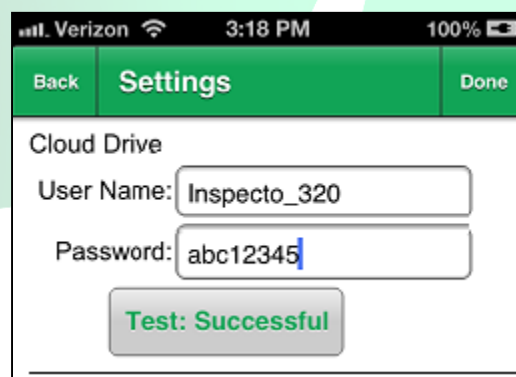 Verizon 3:18 PM 100%
Back Settings Done
Cloud Drive
User Name: Inspecto_320
Password: abc12345
Test: Successful